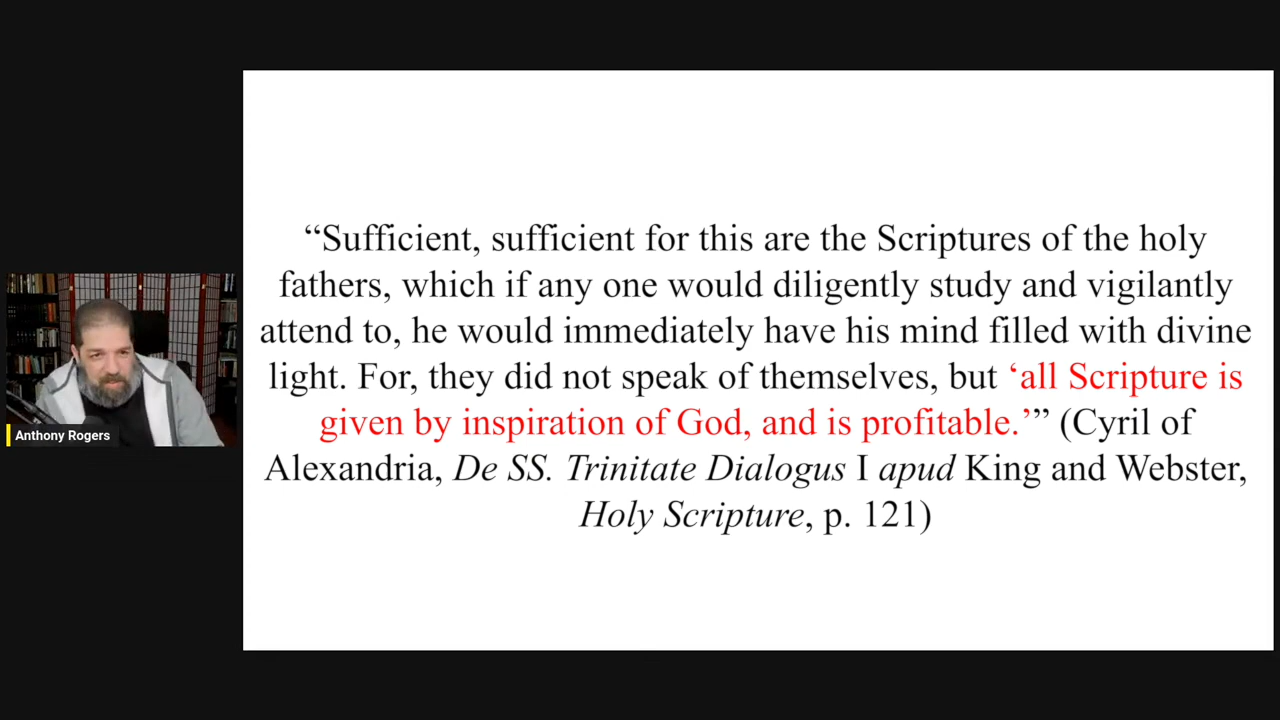 “Sufficient, sufficient for this are the Scriptures of the holy
fathers, which if any one would diligently study and vigilantly
attend to, he would immediately have his mind filled with divine
light. For, they did not speak of themselves, but ‘all Scripture is
given by inspiration of God, and is profitable.’” (Cyril of
Alexandria, De SS. Trinitate Dialogus I apud King and Webster,
Holy Scripture, p. 121)
Anthony Rogers